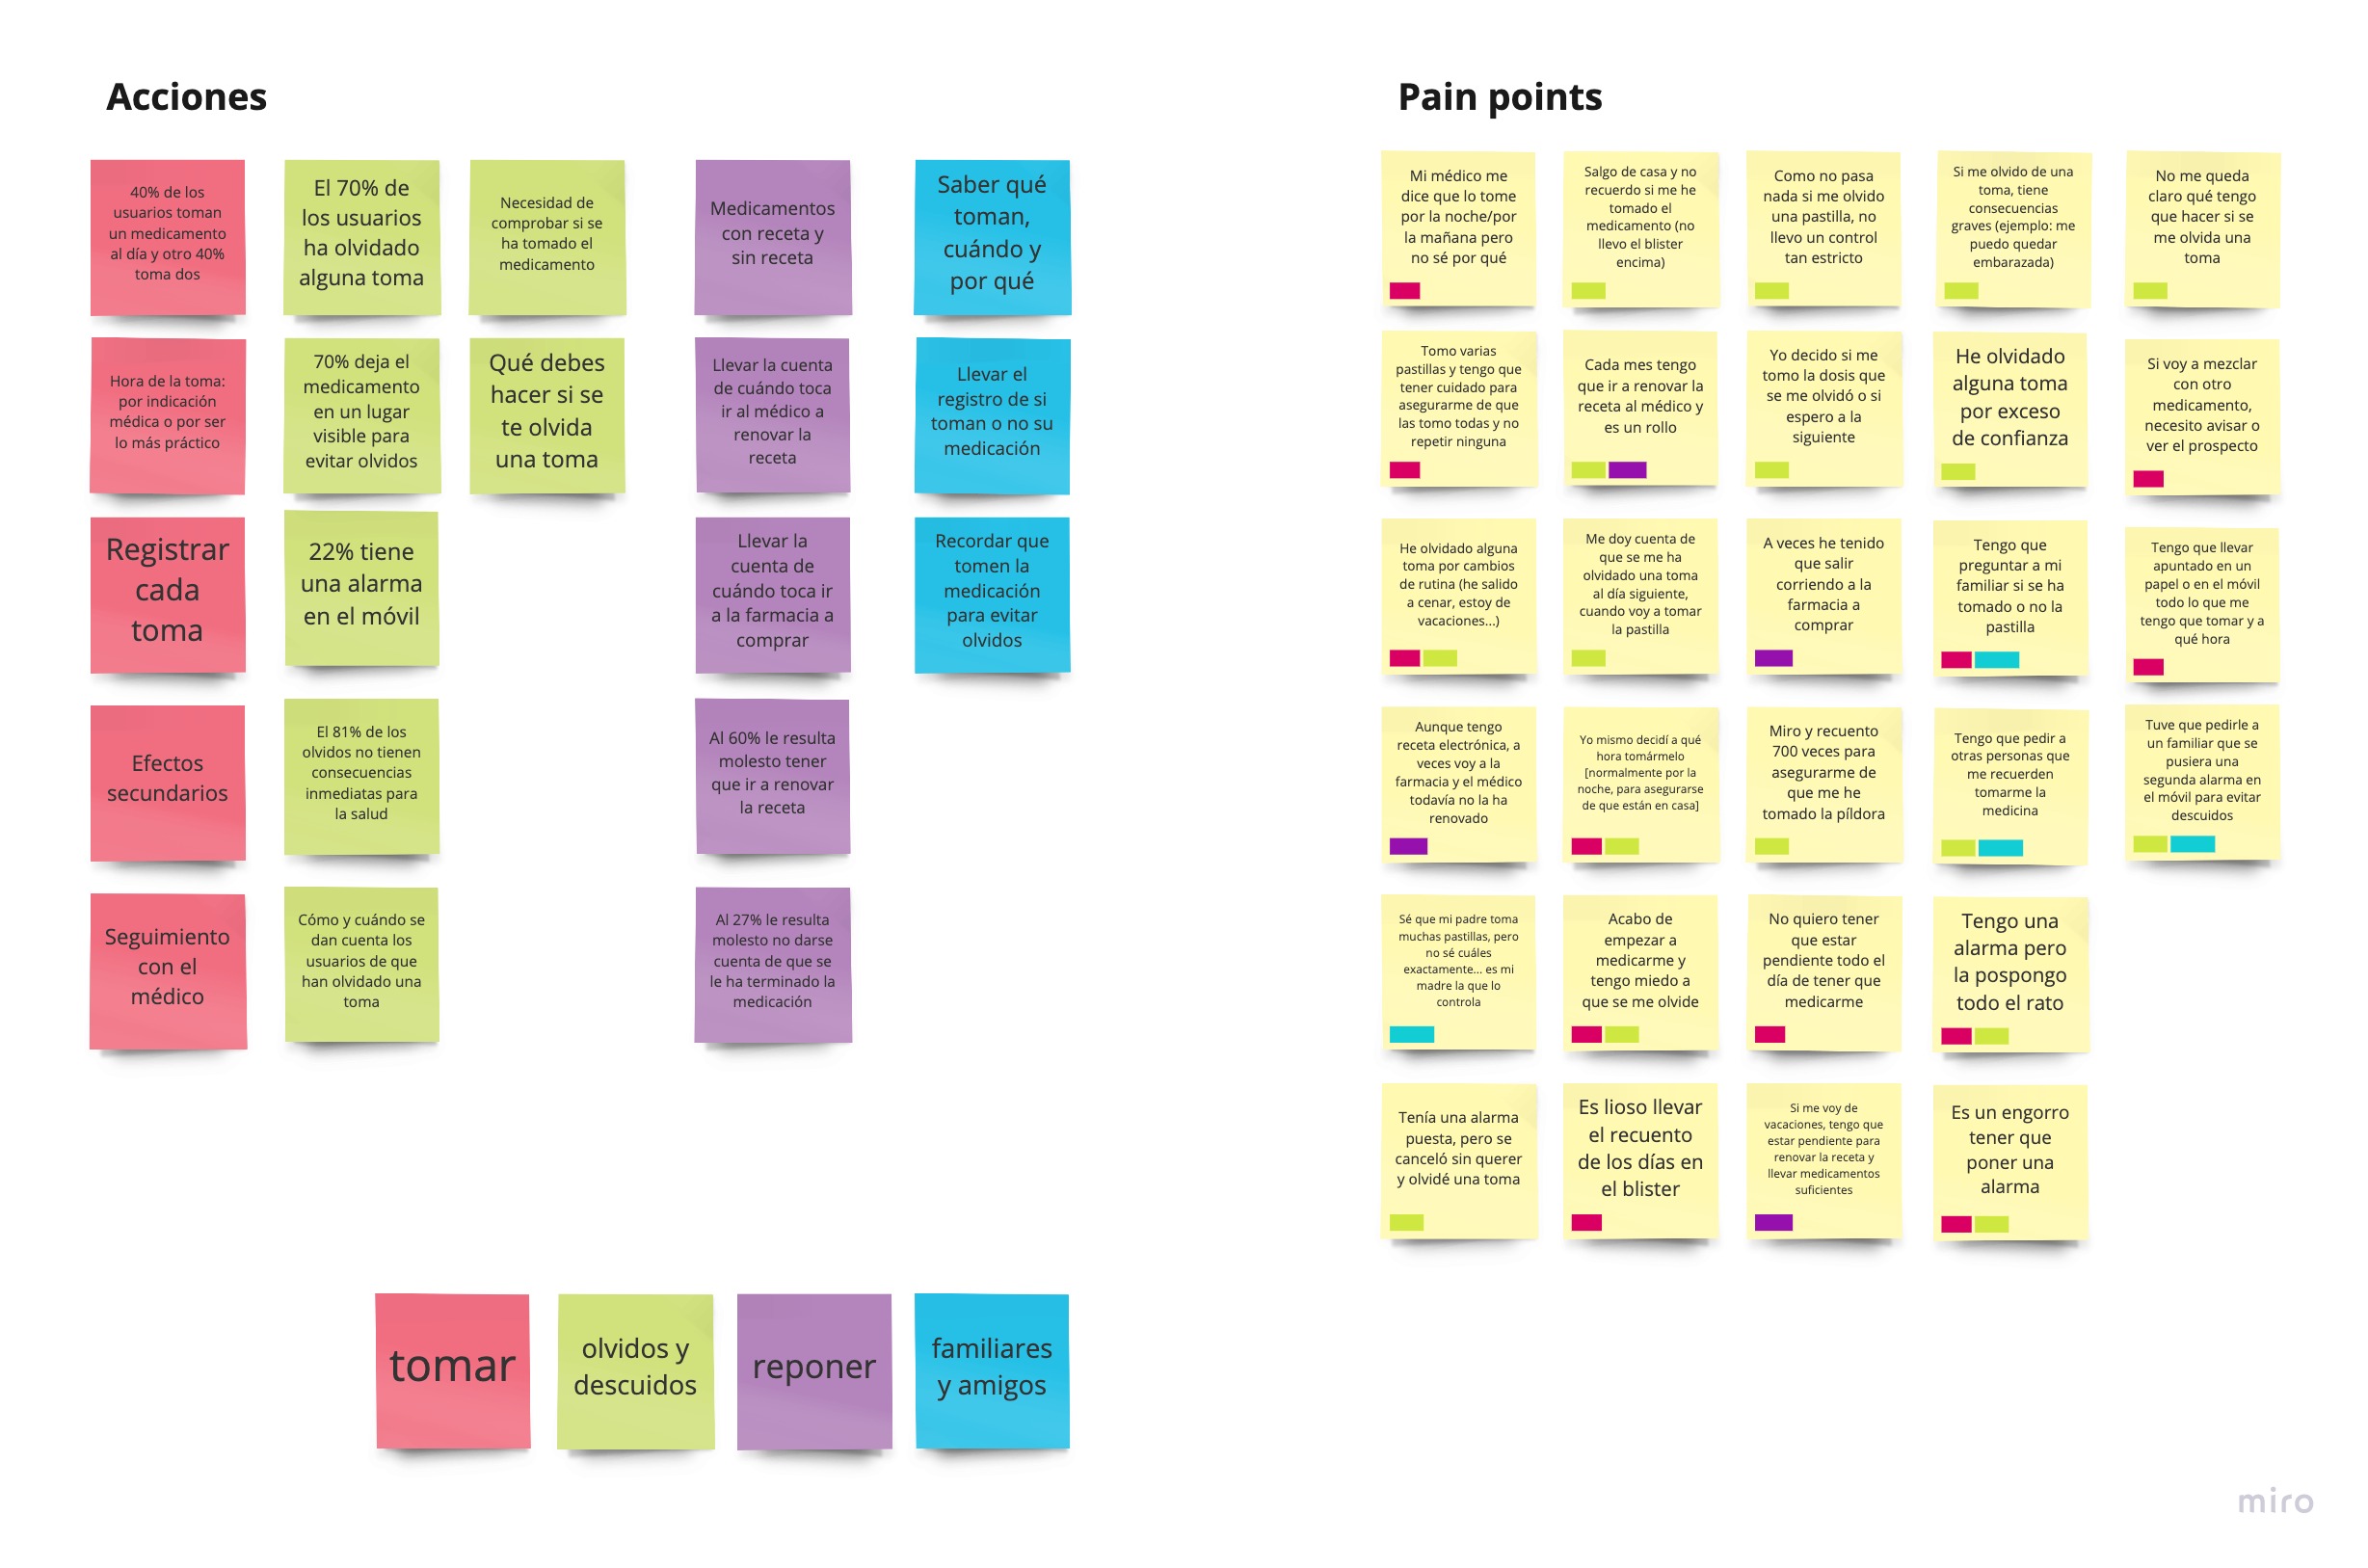 Acciones
40% de los
usuarios toman
un medicamento
al día y otro 40%
toma dos
El 70% de
los usuarios
ha olvidado
alguna toma
Necesidad de
comprobar si se
ha tomado el
medicamento
Medicamentos
con receta y
sin receta
Saber qué
toman,
cuándo y
por qué
Hora de la toma:
por indicación
médica o por ser
lo más práctico
70% deja el
medicamento
en un lugar
visible para
evitar olvidos
Qué debes
hacer si se
te olvida
una toma
Llevar la cuenta
de cuándo toca
ir al médico a
renovar la
receta
Llevar el
registro de si
toman o no su
medicación
Registrar
cada
toma
22% tiene
una alarma
en el móvil
Llevar la
cuenta de
cuándo toca ir
a la farmacia a
comprar
Recordar que
tomen la
medicación
para evitar
olvidos
Efectos
secundarios
El 81% de los
olvidos no tienen
consecuencias
inmediatas para
la salud
Al 60% le resulta
molesto tener
que ir a renovar
la receta
Seguimiento
con el
médico
Cómo y cuándo se
dan cuenta los
usuarios de que
han olvidado una
toma
Al 27% le resulta
molesto no darse
cuenta de que se
le ha terminado la
medicación
tomar
olvidos y
descuidos
reponer
familiares
y amigos
Pain points
Mi médico me
dice que lo tome
por la noche/por
la mañana pero
no sé por qué
Salgo de casa y no
recuerdo si me he
tomado el
medicamento (no
llevo el blister
encima)
Como no pasa
nada si me olvido
una pastilla, no
llevo un control
tan estricto
Si me olvido de una
toma, tiene
consecuencias
graves (ejemplo: me
puedo quedar
embarazada)
No me queda
claro qué tengo
que hacer si se
me olvida una
toma
Tomo varias
pastillas y tengo que
tener cuidado para
asegurarme de que
las tomo todas y no
repetir ninguna
Cada mes tengo
que ir a renovar la
receta al médico y
es un rollo
Yo decido si me
tomo la dosis que
se me olvidó o si
espero a la
siguiente
He olvidado
alguna toma
por exceso
de confianza
Si voy a mezclar
con otro
medicamento,
necesito avisar o
ver el prospecto
He olvidado alguna
toma por cambios
de rutina (he salido
a cenar, estoy de
vacaciones...)
Me doy cuenta de
que se me ha
olvidado una toma
al día siguiente,
cuando voy a tomar
la pastilla
A veces he tenido
que salir
corriendo a la
farmacia a
comprar
Tengo que
preguntar a mi
familiar si se ha
tomado o no la
pastilla
Tengo que llevar
apuntado en un
papel o en el móvil
todo lo que me
tengo que tomar y a
qué hora
Aunque tengo
receta electrónica, a
veces voy a la
farmacia y el médico
todavía no la ha
renovado
Yo mismo decidí a qué
hora tomármelo
[normalmente por la
noche, para asegurarse
de que están en casa]
Miro y recuento
700 veces para
asegurarme de
que me he
tomado la píldora
Tengo que pedir a
otras personas que
me recuerden
tomarme la
medicina
Tuve que pedirle a
un familiar que se
pusiera una
segunda alarma en
el móvil para evitar
descuidos
Sé que mi padre toma
muchas pastillas, pero
no sé cuáles
exactamente... es mi
madre la que lo
controla
Acabo de
empezar a
medicarme y
tengo miedo a
que se me olvide
No quiero tener
que estar
pendiente todo el
día de tener que
medicarme
Tengo una
alarma pero
la pospongo
todo el rato
Tenía una alarma
puesta, pero se
canceló sin querer
y olvidé una toma
Es lioso llevar
el recuento
de los días en
el blister
Si me voy de
vacaciones, tengo que
estar pendiente para
renovar la receta y
llevar medicamentos
suficientes
Es un engorro
tener que
poner una
alarma
miro